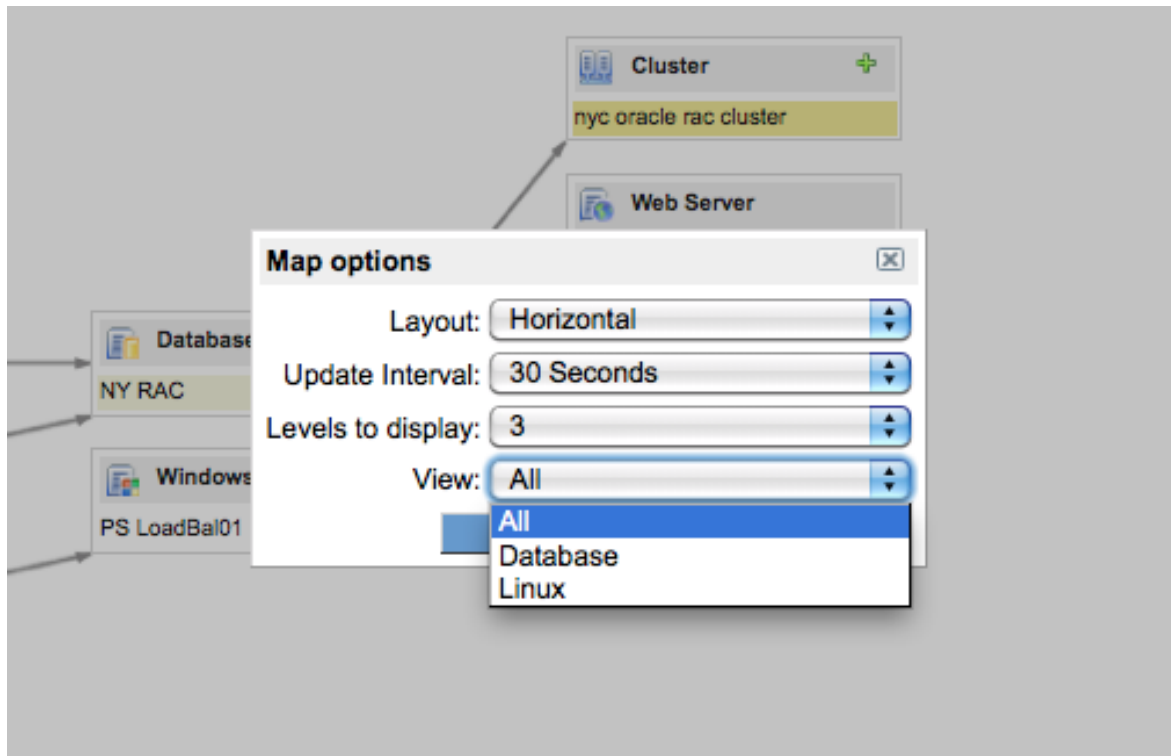 Cluster
nyc oracle rac cluster
Web Server
Map options
Layout: Horizontal
Update Interval: 30 Seconds
Levels to display: 3
View: All
All
Database
Linux
Database
NY RAC
Windows
PS LoadBal01